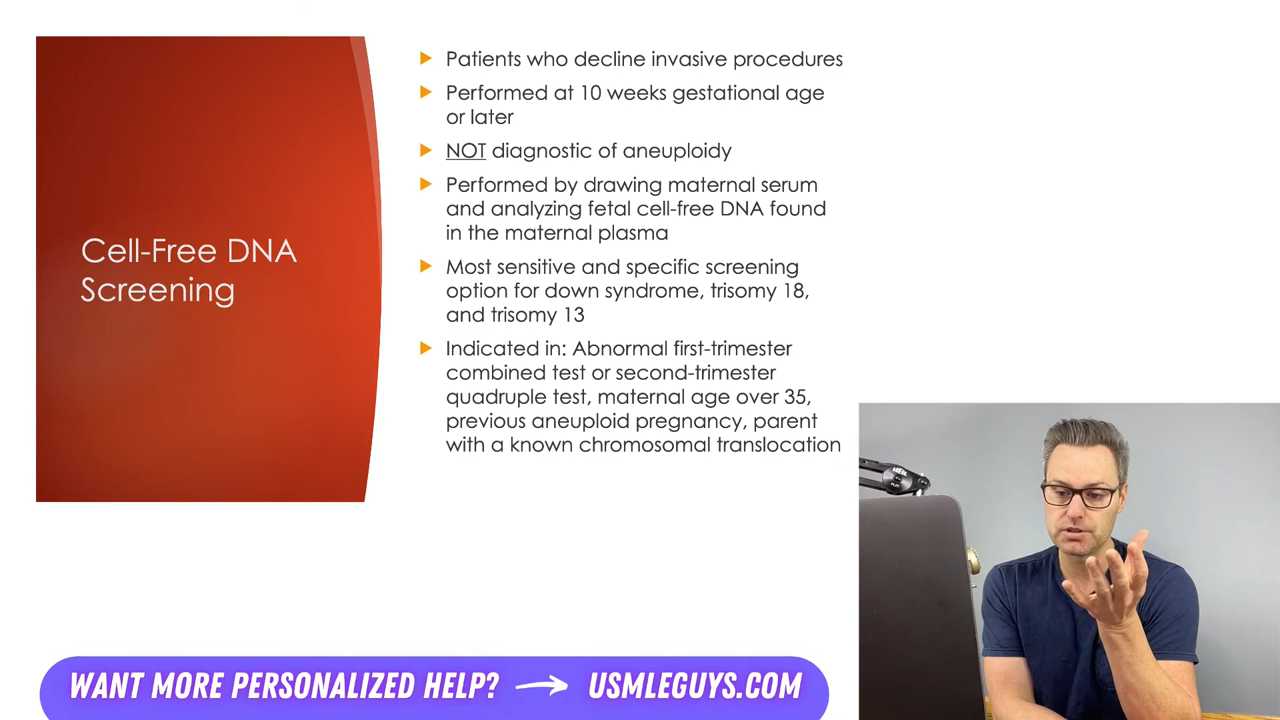 Cell-Free DNA
Screening
Patients who decline invasive procedures
Performed at 10 weeks gestational age
or later
NOT diagnostic of aneuploidy
Performed by drawing maternal serum
and analyzing fetal cell-free DNA found
in the maternal plasma
Most sensitive and specific screening
option for down syndrome, trisomy 18,
and trisomy 13
Indicated in: Abnormal first-trimester
combined test or second-trimester
quadruple test, maternal age over 35,
previous aneuploid pregnancy, parent
with a known chromosomal translocation
WANT MORE PERSONALIZED HELP? → USMLEGUYS.COM